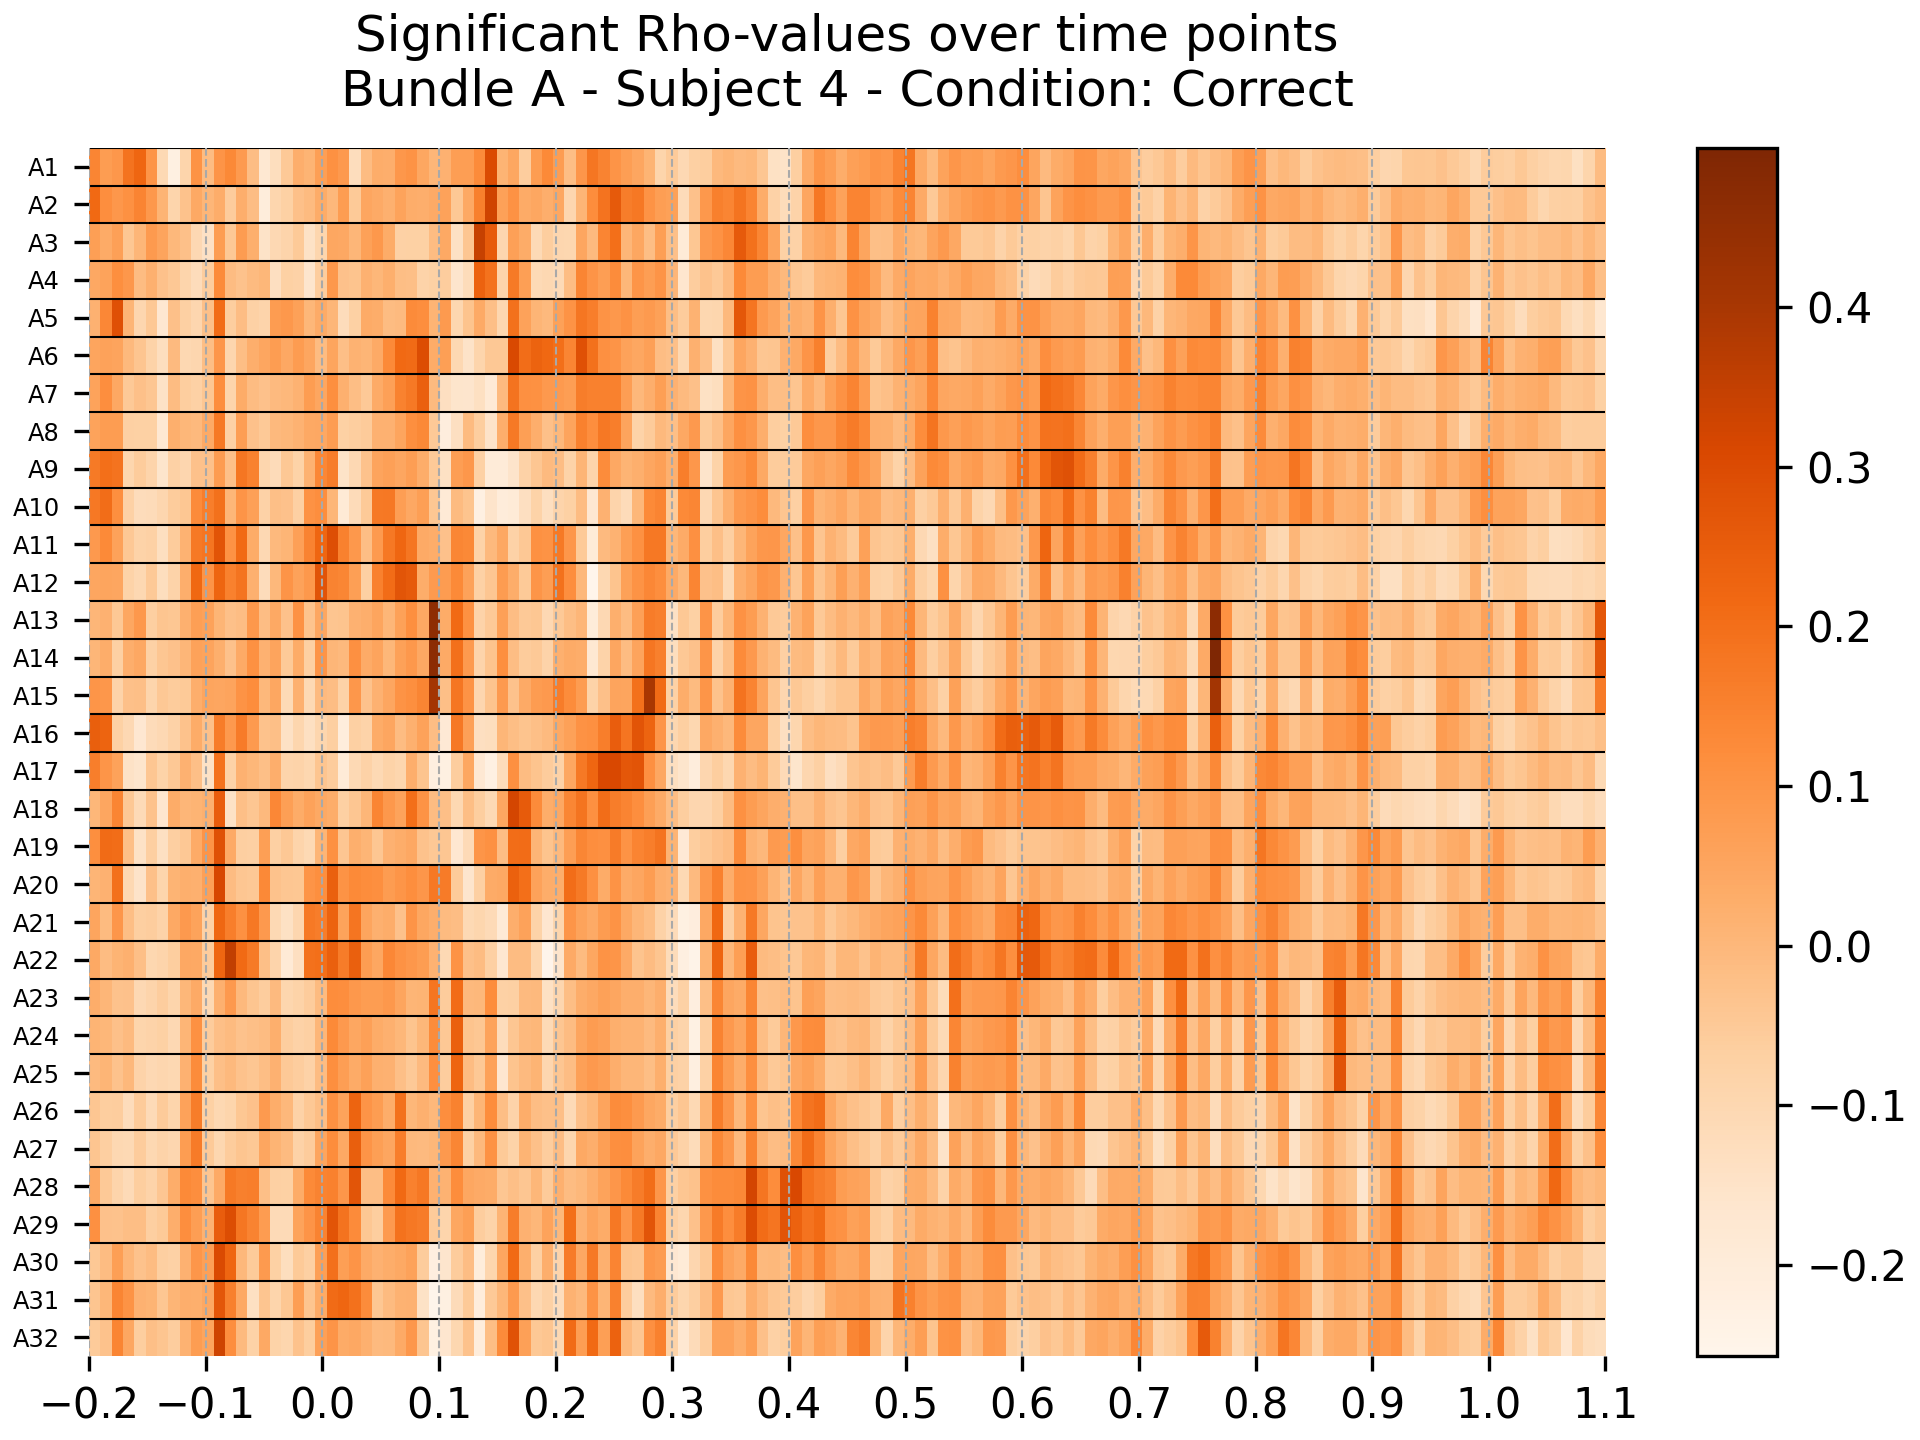 Significant Rho-values over time points
Bundle A - Subject 4 - Condition: Correct
A1
A2
A3
A4
A5
A6
A7
A8
A9
A10
A11
A12
A13
A14
A15
A16
A17
A18
A19
A20
A21
A22
A23
A24
A25
A26
A27
A28
A29
A30
A31
A32
−0.2 −0.1 0.0 0.1 0.2 0.3 0.4 0.5 0.6 0.7 0.8 0.9 1.0 1.1
0.4
0.3
0.2
0.1
0.0
−0.1
−0.2